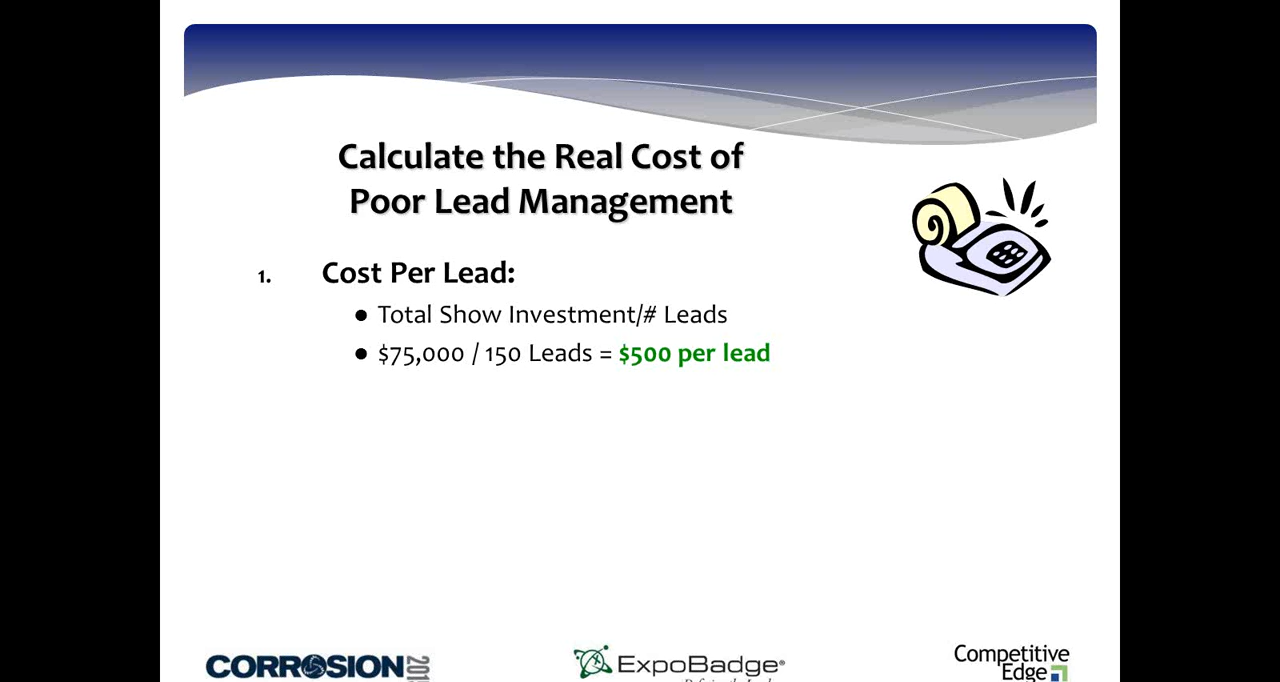 Calculate the Real Cost of
Poor Lead Management
1. Cost Per Lead:
● Total Show Investment/# Leads
● $75,000 / 150 Leads = $500 per lead
CORROSION
ExpoBadge®
Competitive
Edge